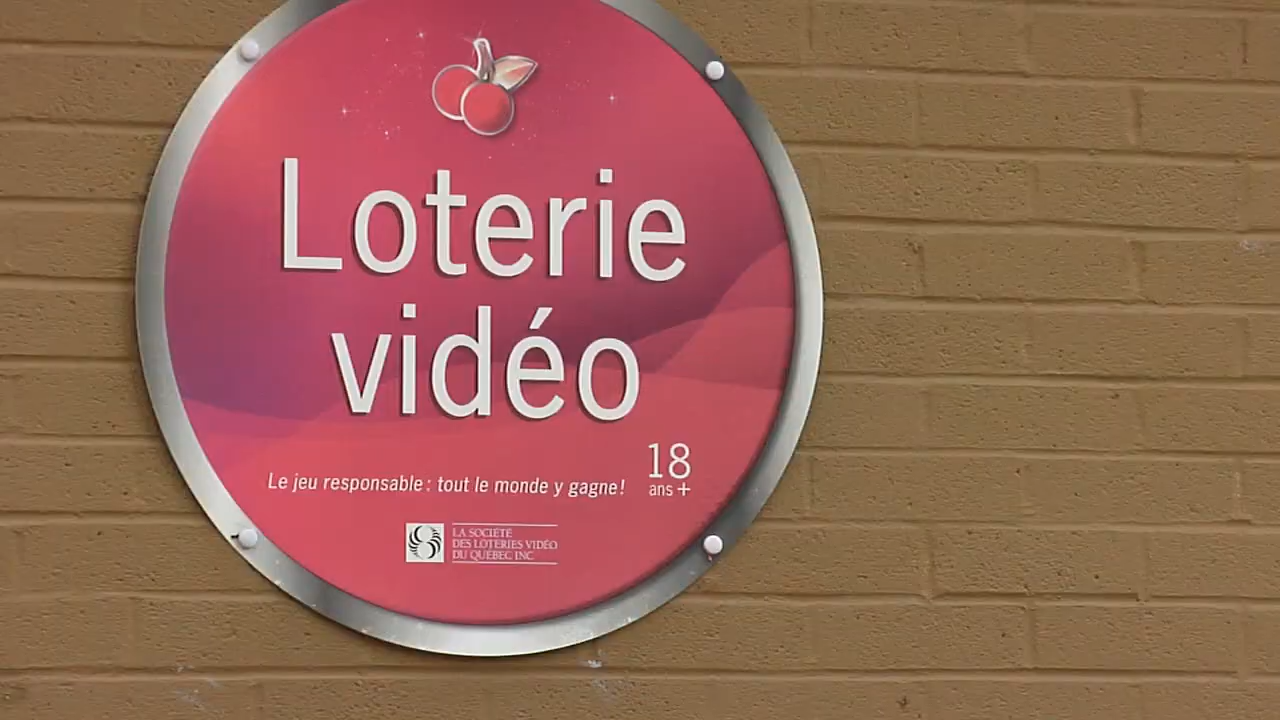 Loterie
vidéo
18
ans +
Le jeu responsable : tout le monde y gagne !
LA SOCIÉTÉ
DES LOTERIES VIDÉO
DU QUÉBEC INC